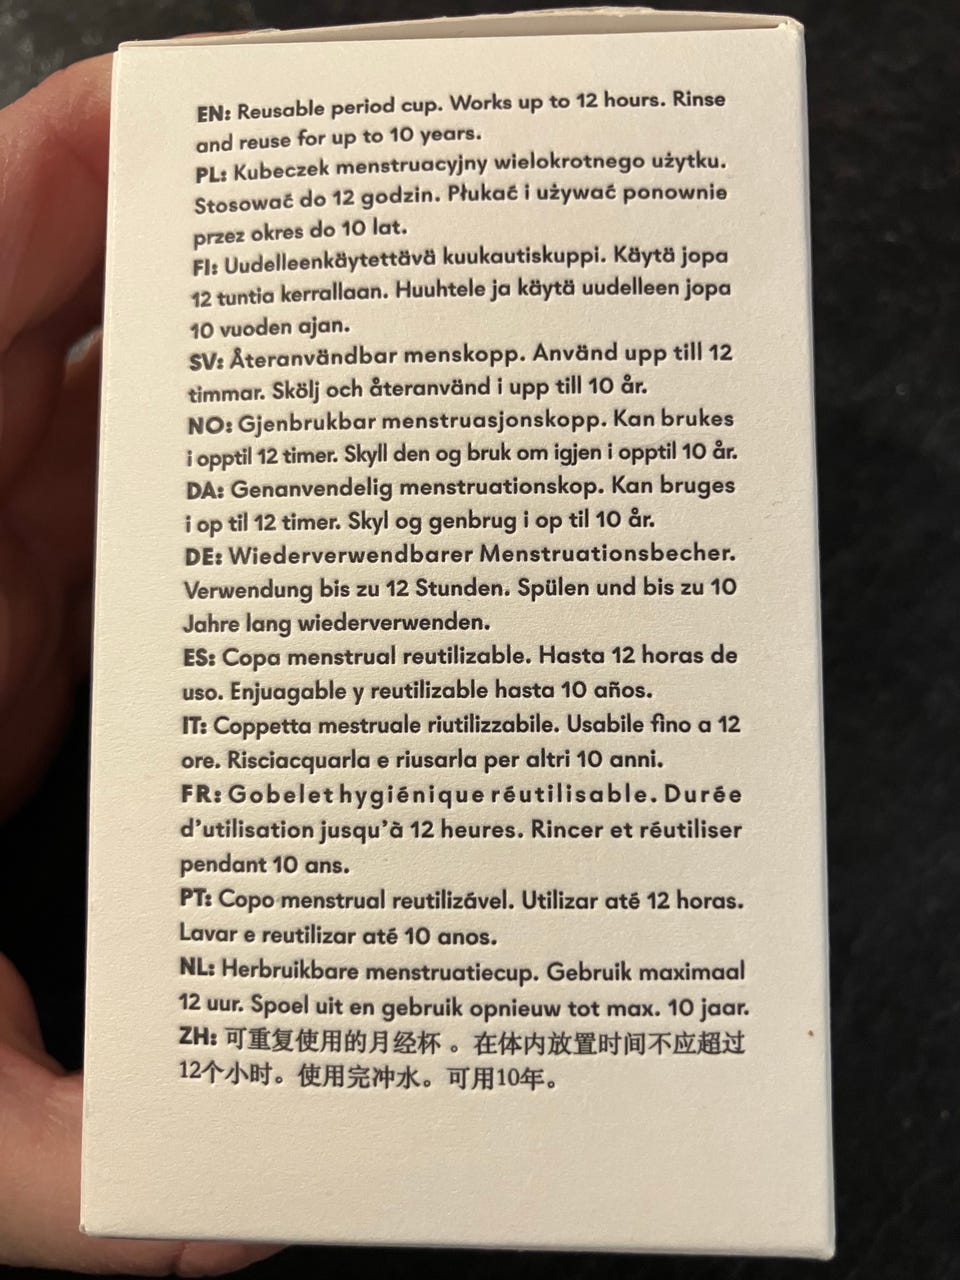 EN: Reusable period cup. Works up to 12 hours. Rinse
and reuse for up to 10 years.
PL: Kubeczek menstruacyjny wielokrotnego użytku.
Stosować do 12 godzin. Płukać i używać ponownie
przez okres do 10 lat.
FI: Uudelleenkäytettävä kuukautiskuppi. Käytä jopa
12 tuntia kerrallaan. Huuhtele ja käytä uudelleen jopa
10 vuoden ajan.
SV: Återanvändbar menskopp. Använd upp till 12
timmar. Skölj och återanvänd i upp till 10 år.
NO: Gjenbrukbar menstruasjonskopp. Kan brukes
i opptil 12 timer. Skyll den og bruk om igjen i opptil 10 år.
DA: Genanvendelig menstruationskop. Kan bruges
i op til 12 timer. Skyl og genbrug i op til 10 år.
DE: Wiederverwendbarer Menstruationsbecher.
Verwendung bis zu 12 Stunden. Spülen und bis zu 10
Jahre lang wiederverwenden.
ES: Copa menstrual reutilizable. Hasta 12 horas de
uso. Enjuagable y reutilizable hasta 10 años.
IT: Coppetta mestruale riutilizzabile. Usabile fino a 12
ore. Risciacquarla e riusarla per altri 10 anni.
FR: Gobelet hygiénique réutilisable. Durée
d'utilisation jusqu'à 12 heures. Rincer et réutiliser
pendant 10 ans.
PT: Copo menstrual reutilizável. Utilizar até 12 horas.
Lavar e reutilizar até 10 anos.
NL: Herbruikbare menstruatiecup. Gebruik maximaal
12 uur. Spoel uit en gebruik opnieuw tot max. 10 jaar.
ZH: 可重复使用的月经杯。在体内放置时间不应超过
12个小时。使用完冲水。可用10年。